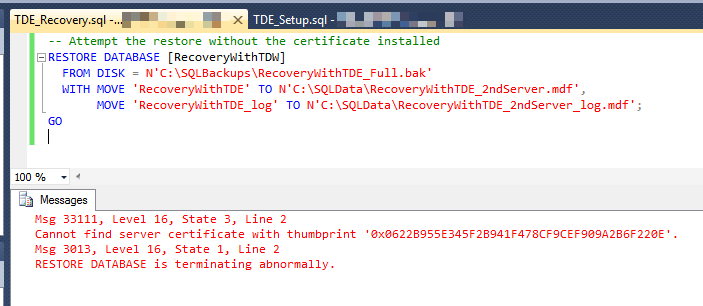 TDE_Recovery.sql -...
TDE_Setup.sql -
-- Attempt the restore without the certificate installed
RESTORE DATABASE [RecoveryWithTDW]
FROM DISK = N'C:\SQLBackups\RecoveryWithTDE_Full.bak'
WITH MOVE 'RecoveryWithTDE' TO N'C:\SQLData\RecoveryWithTDE_2ndServer.mdf',
MOVE 'RecoveryWithTDE_log' TO N'C:\SQLData\RecoveryWithTDE_2ndServer_log.mdf';
GO
100 %
Messages
Msg 33111, Level 16, State 3, Line 2
Cannot find server certificate with thumbprint '0x0622B955E345F2B941F478CF9CEF909A2B6F220E'.
Msg 3013, Level 16, State 1, Line 2
RESTORE DATABASE is terminating abnormally.